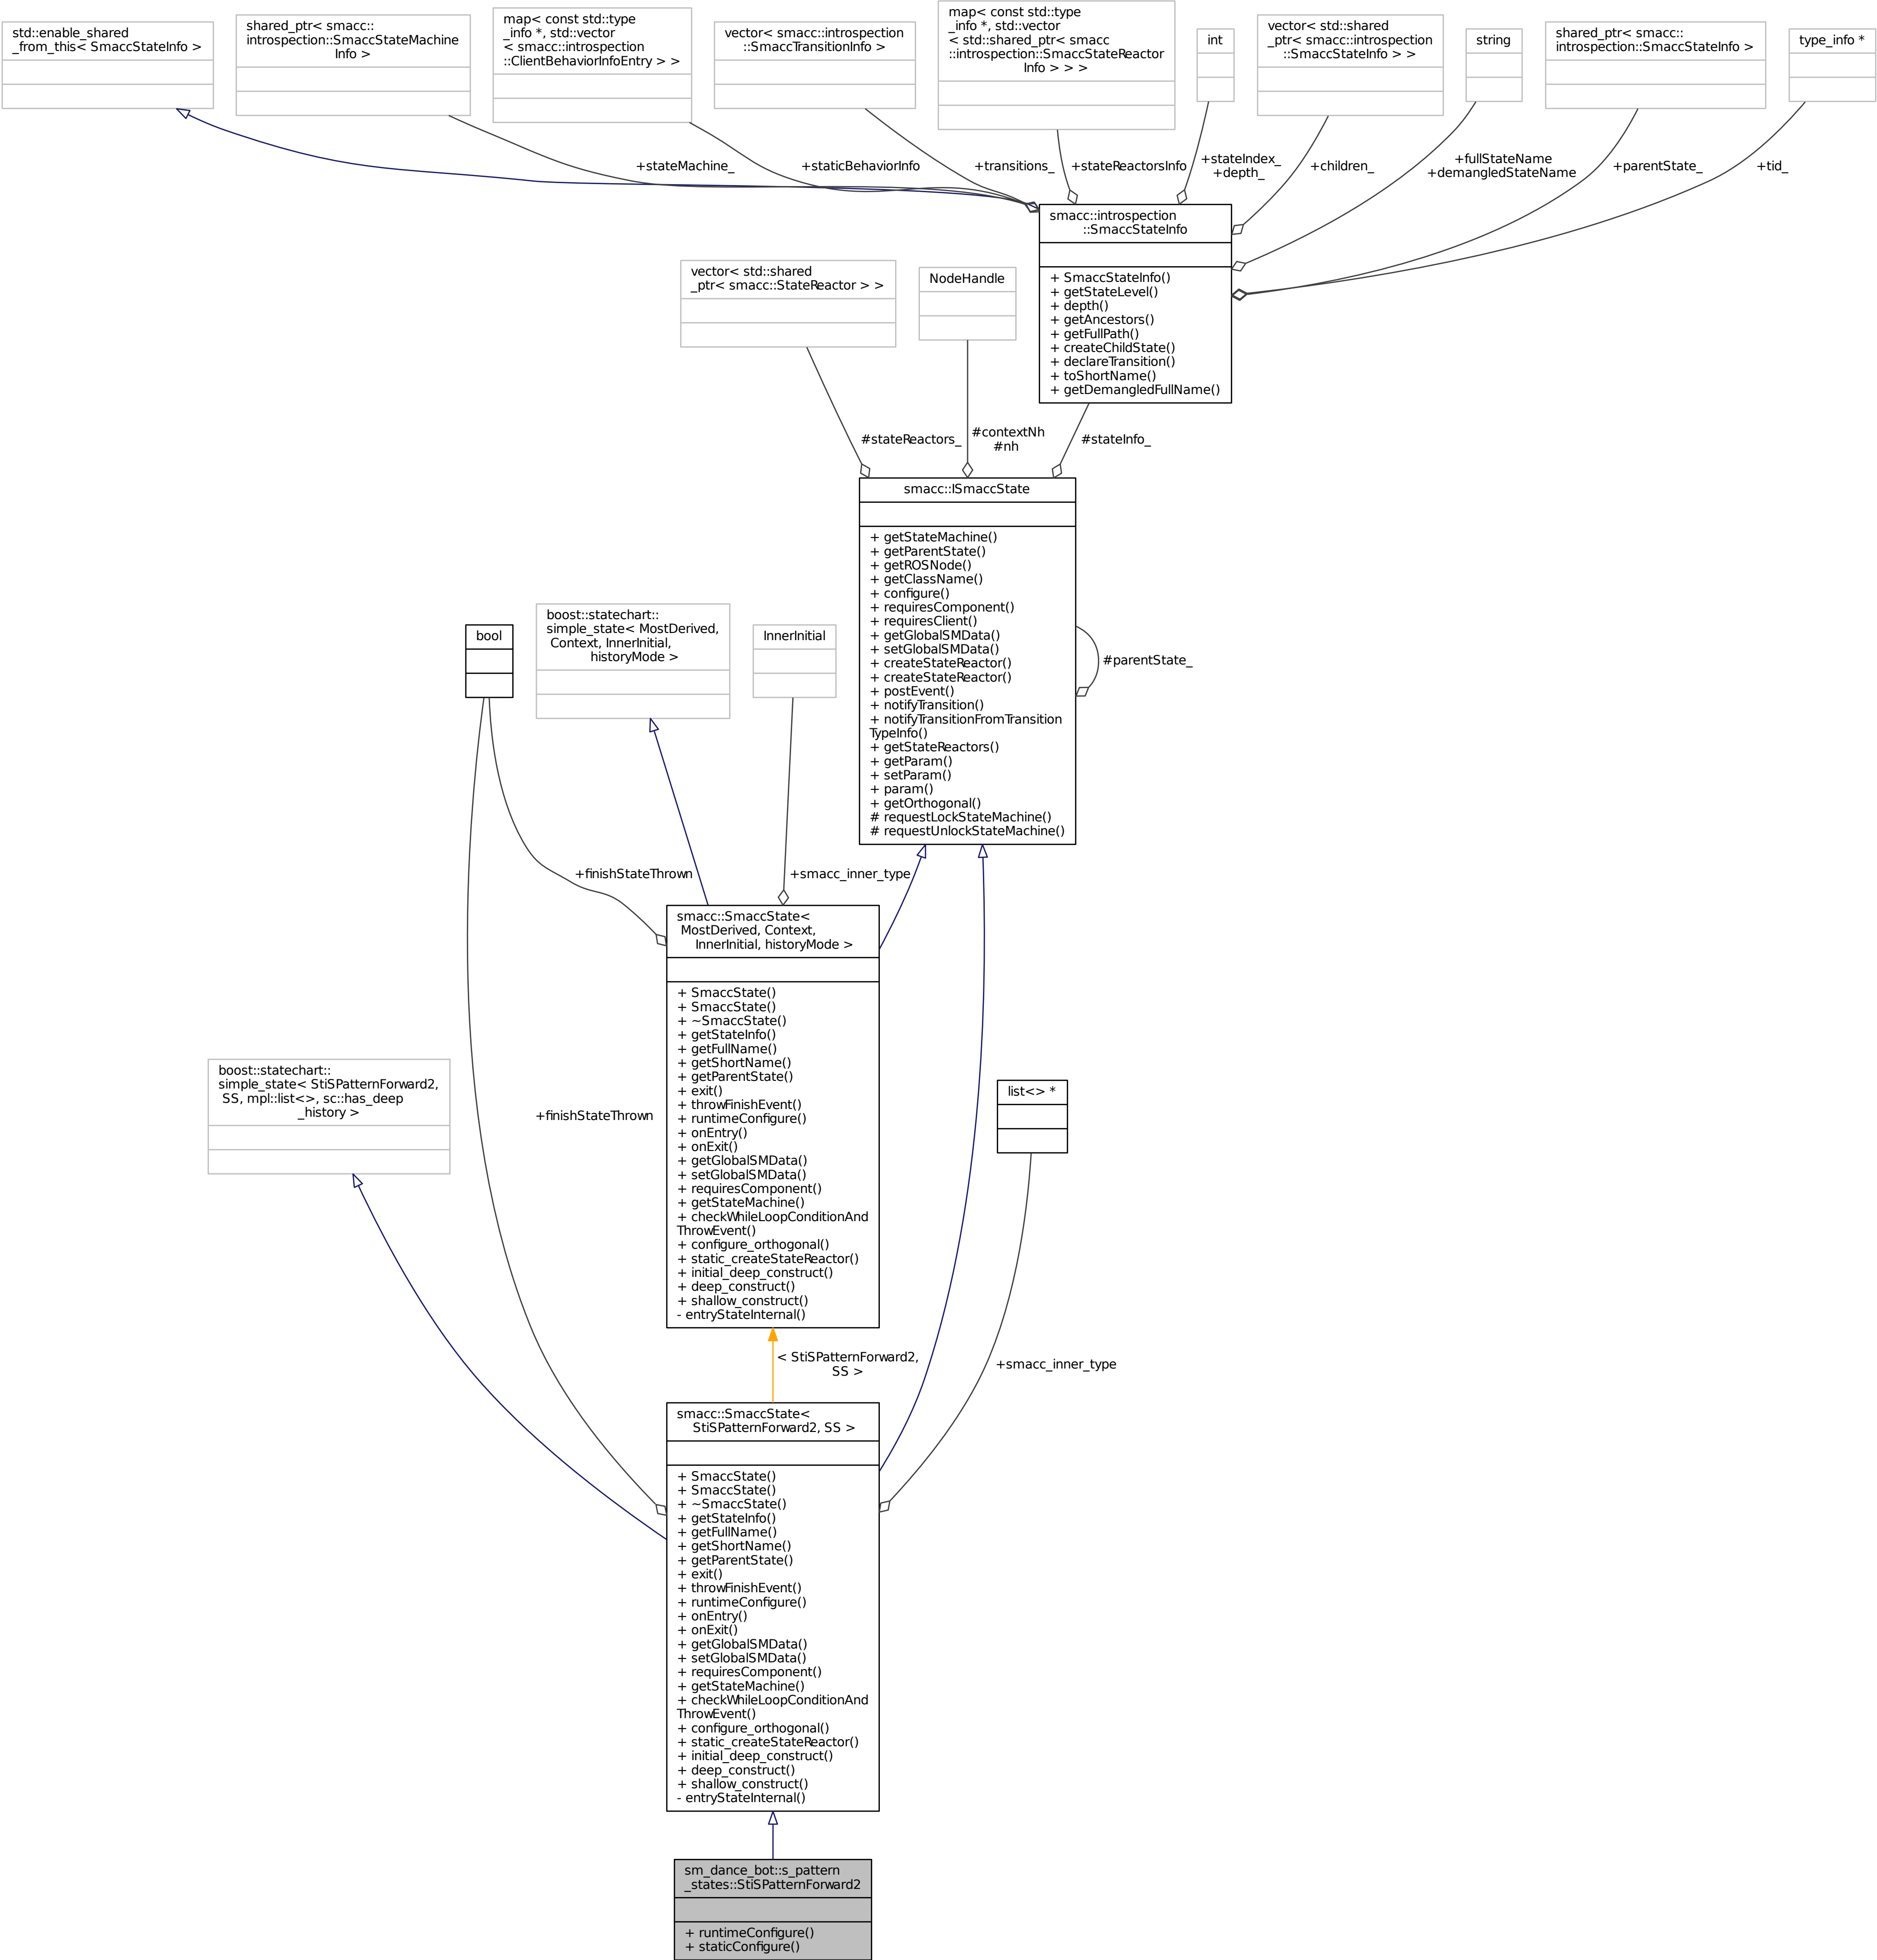 std::enable_shared
_from_this< SmaccStateInfo >
shared_ptr< smacc::
introspection::SmaccStateMachine
Info >
map< const std::type
_info *, std::vector
< smacc::introspection
::ClientBehaviorInfoEntry > >
vector< smacc::introspection
::SmaccTransitionInfo >
map< const std::type
_info *, std::vector
< std::shared_ptr< smacc
::introspection::SmaccStateReactor
Info > > >
int
vector< std::shared
_ptr< smacc::introspection
::SmaccStateInfo > >
string
shared_ptr< smacc::
introspection::SmaccStateInfo >
type_info *
+stateMachine_
+staticBehaviorInfo
+transitions_
+stateReactorsInfo
+stateIndex_
+depth_
+children_
+fullStateName
+demangledStateName
+parentState_
+tid_
smacc::introspection
::SmaccStateInfo
+ SmaccStateInfo()
+ getStateLevel()
+ depth()
+ getAncestors()
+ getFullPath()
+ createChildState()
+ declareTransition()
+ toShortName()
+ getDemangledFullName()
vector< std::shared
_ptr< smacc::StateReactor > >
NodeHandle
#stateReactors_
#contextNh
#nh
#stateInfo_
smacc::ISmaccState
+ getStateMachine()
+ getParentState()
+ getROSNode()
+ getClassName()
+ configure()
+ requiresComponent()
+ requiresClient()
+ getGlobalSMData()
+ setGlobalSMData()
+ createStateReactor()
+ createStateReactor()
+ postEvent()
+ notifyTransition()
+ notifyTransitionFromTransition
TypeInfo()
+ getStateReactors()
+ getParam()
+ setParam()
+ param()
+ getOrthogonal()
# requestLockStateMachine()
# requestUnlockStateMachine()
#parentState_
bool
boost::statechart::
simple_state< MostDerived,
Context, InnerInitial,
historyMode >
InnerInitial
+finishStateThrown
+smacc_inner_type
smacc::SmaccState<
MostDerived, Context,
InnerInitial, historyMode >
+ SmaccState()
+ SmaccState()
+ ~SmaccState()
+ getStateInfo()
+ getFullName()
+ getShortName()
+ getParentState()
+ exit()
+ throwFinishEvent()
+ runtimeConfigure()
+ onEntry()
+ onExit()
+ getGlobalSMData()
+ setGlobalSMData()
+ requiresComponent()
+ getStateMachine()
+ checkWhileLoopConditionAnd
ThrowEvent()
+ configure_orthogonal()
+ static_createStateReactor()
+ initial_deep_construct()
+ deep_construct()
+ shallow_construct()
- entryStateInternal()
boost::statechart::
simple_state< StiSPatternForward2,
SS, mpl::list<>, sc::has_deep
_history >
+finishStateThrown
list<> *
< StiSPatternForward2,
SS >
+smacc_inner_type
smacc::SmaccState<
StiSPatternForward2, SS >
+ SmaccState()
+ SmaccState()
+ ~SmaccState()
+ getStateInfo()
+ getFullName()
+ getShortName()
+ getParentState()
+ exit()
+ throwFinishEvent()
+ runtimeConfigure()
+ onEntry()
+ onExit()
+ getGlobalSMData()
+ setGlobalSMData()
+ requiresComponent()
+ getStateMachine()
+ checkWhileLoopConditionAnd
ThrowEvent()
+ configure_orthogonal()
+ static_createStateReactor()
+ initial_deep_construct()
+ deep_construct()
+ shallow_construct()
- entryStateInternal()
sm_dance_bot::s_pattern
_states::StiSPatternForward2
+ runtimeConfigure()
+ staticConfigure()